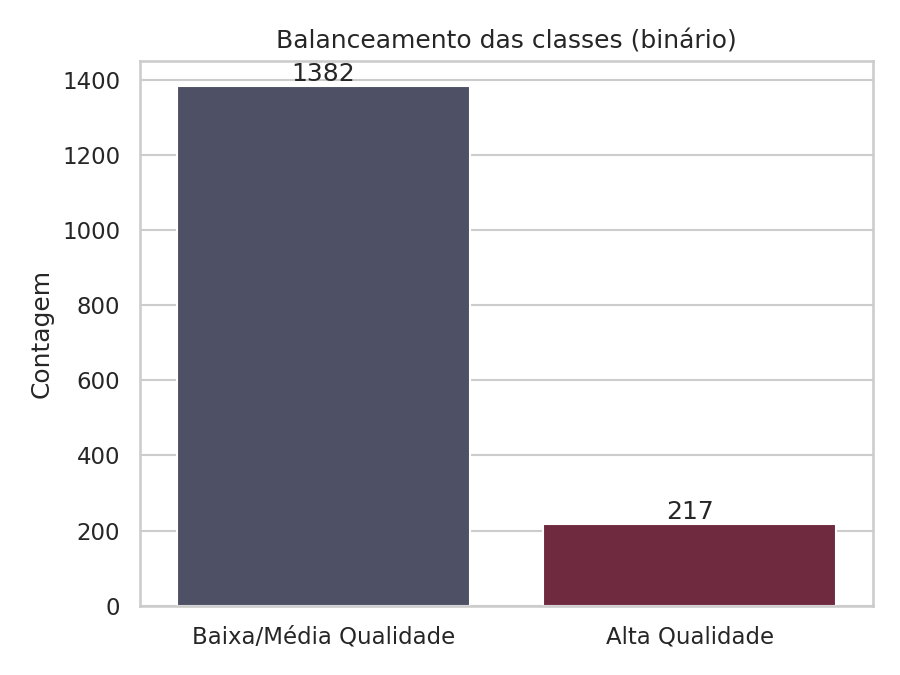 Balanceamento das classes (binário)
1382
1400
1200
1000
800
600
400
200
0
217
Contagem
Baixa/Média Qualidade
Alta Qualidade